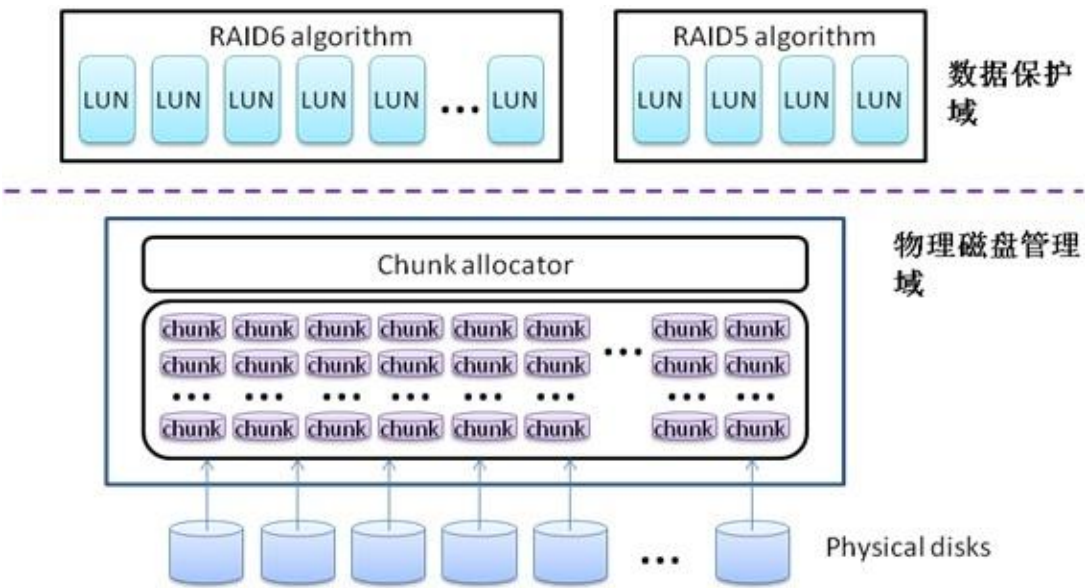 RAID6 algorithm
RAID5 algorithm
LUN LUN LUN LUN LUN ... LUN
LUN LUN LUN LUN
数据保护
域
物理磁盘管理
域
Chunk allocator
chunk chunk chunk chunk chunk chunk ... chunk chunk
chunk chunk chunk chunk chunk chunk chunk chunk
... ... ... ... ... ... ... ...
chunk chunk chunk chunk chunk chunk chunk chunk
... Physical disks